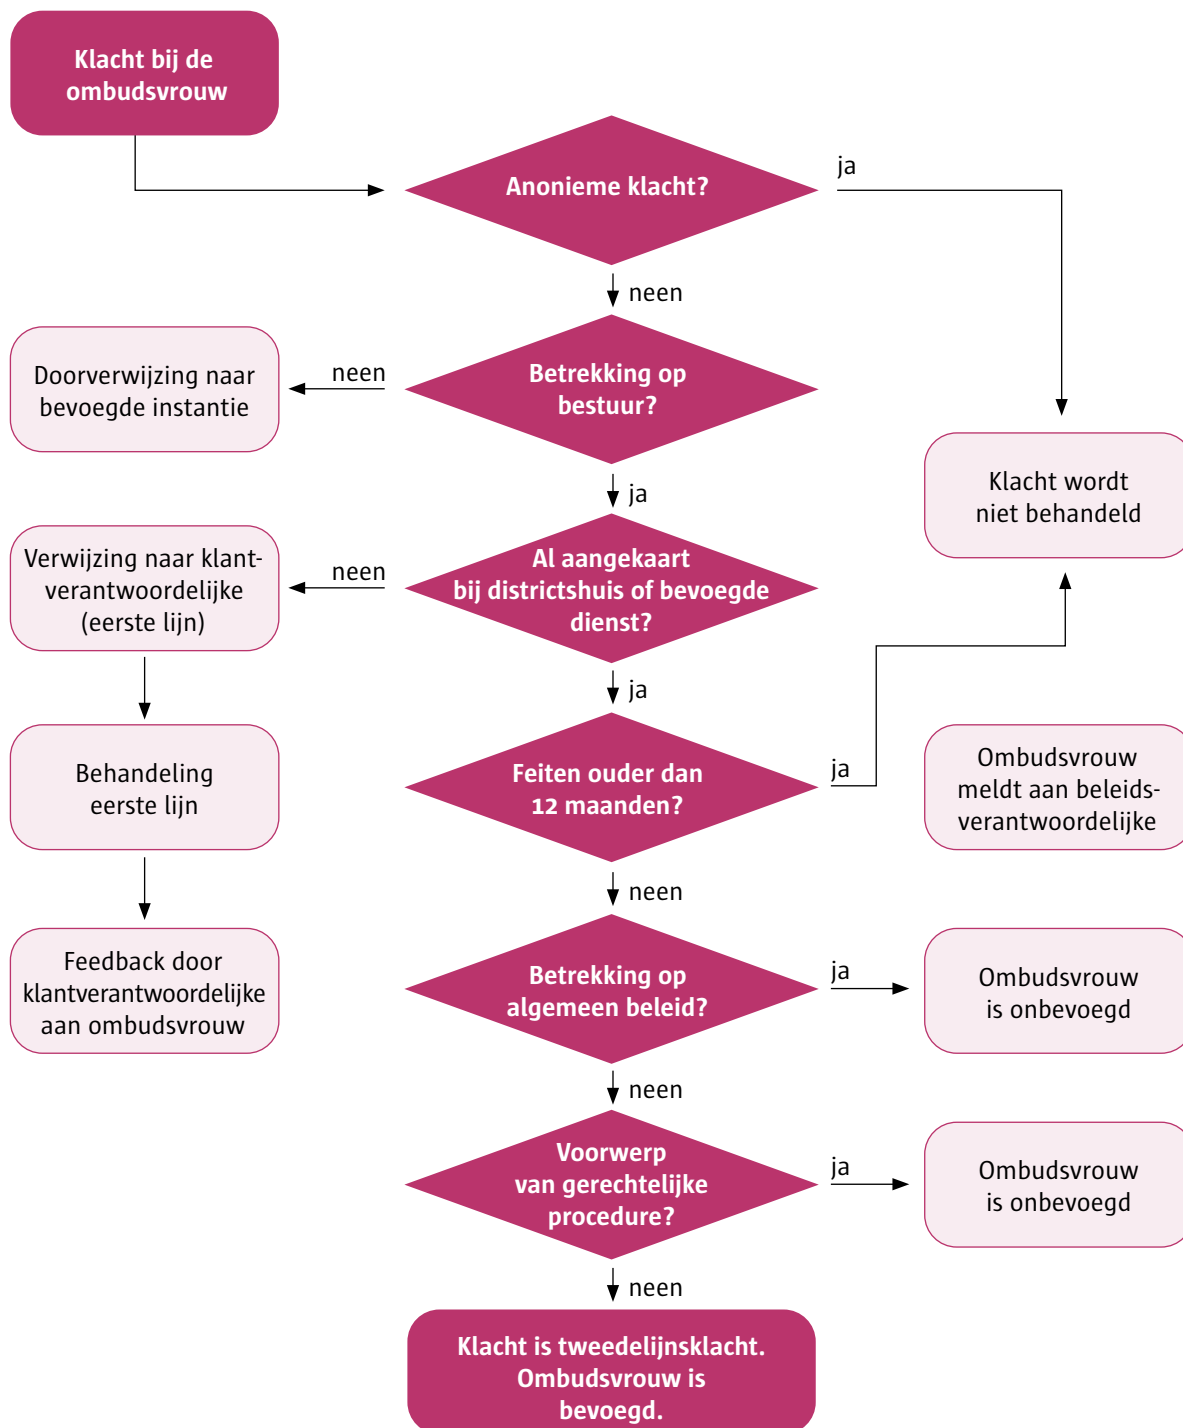 Klacht bij de
ombudsvrouw
Anonieme klacht?
ja
neen
Doorverwijzing naar
bevoegde instantie
neen
Betrekking op
bestuur?
Klacht wordt
niet behandeld
ja
Verwijzing naar klant-
verantwoordelijke
(eerste lijn)
neen
Al aangekaart
bij districtshuis of bevoegde
dienst?
ja
Behandeling
eerste lijn
Feiten ouder dan
12 maanden?
ja
Ombudsvrouw
meldt aan beleids-
verantwoordelijke
neen
Feedback door
klantverantwoordelijke
aan ombudsvrouw
Betrekking op
algemeen beleid?
ja
Ombudsvrouw
is onbevoegd
neen
Voorwerp
van gerechtelijke
procedure?
ja
Ombudsvrouw
is onbevoegd
neen
Klacht is tweedelijnsklacht.
Ombudsvrouw is
bevoegd.